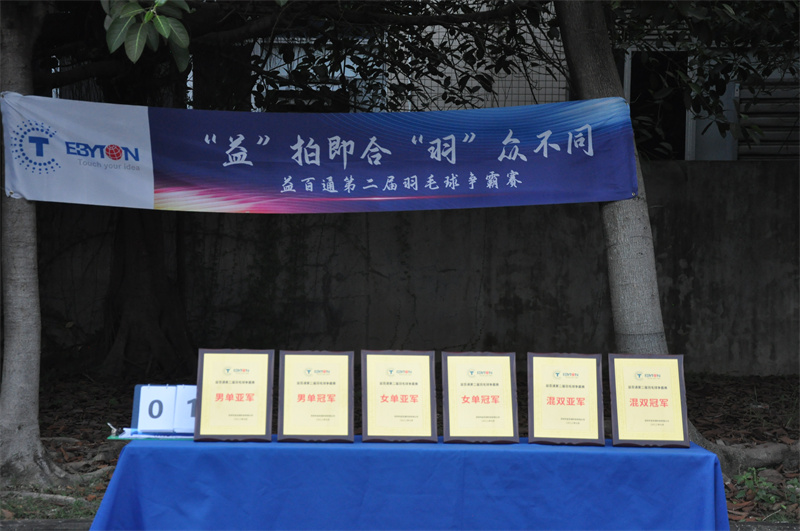 EBYTON
Touch your idea
“益”拍即合“羽”众不同
益百通第二届羽毛球争霸赛
01
男单亚军
男单冠军
女单亚军
女单冠军
混双亚军
混双冠军